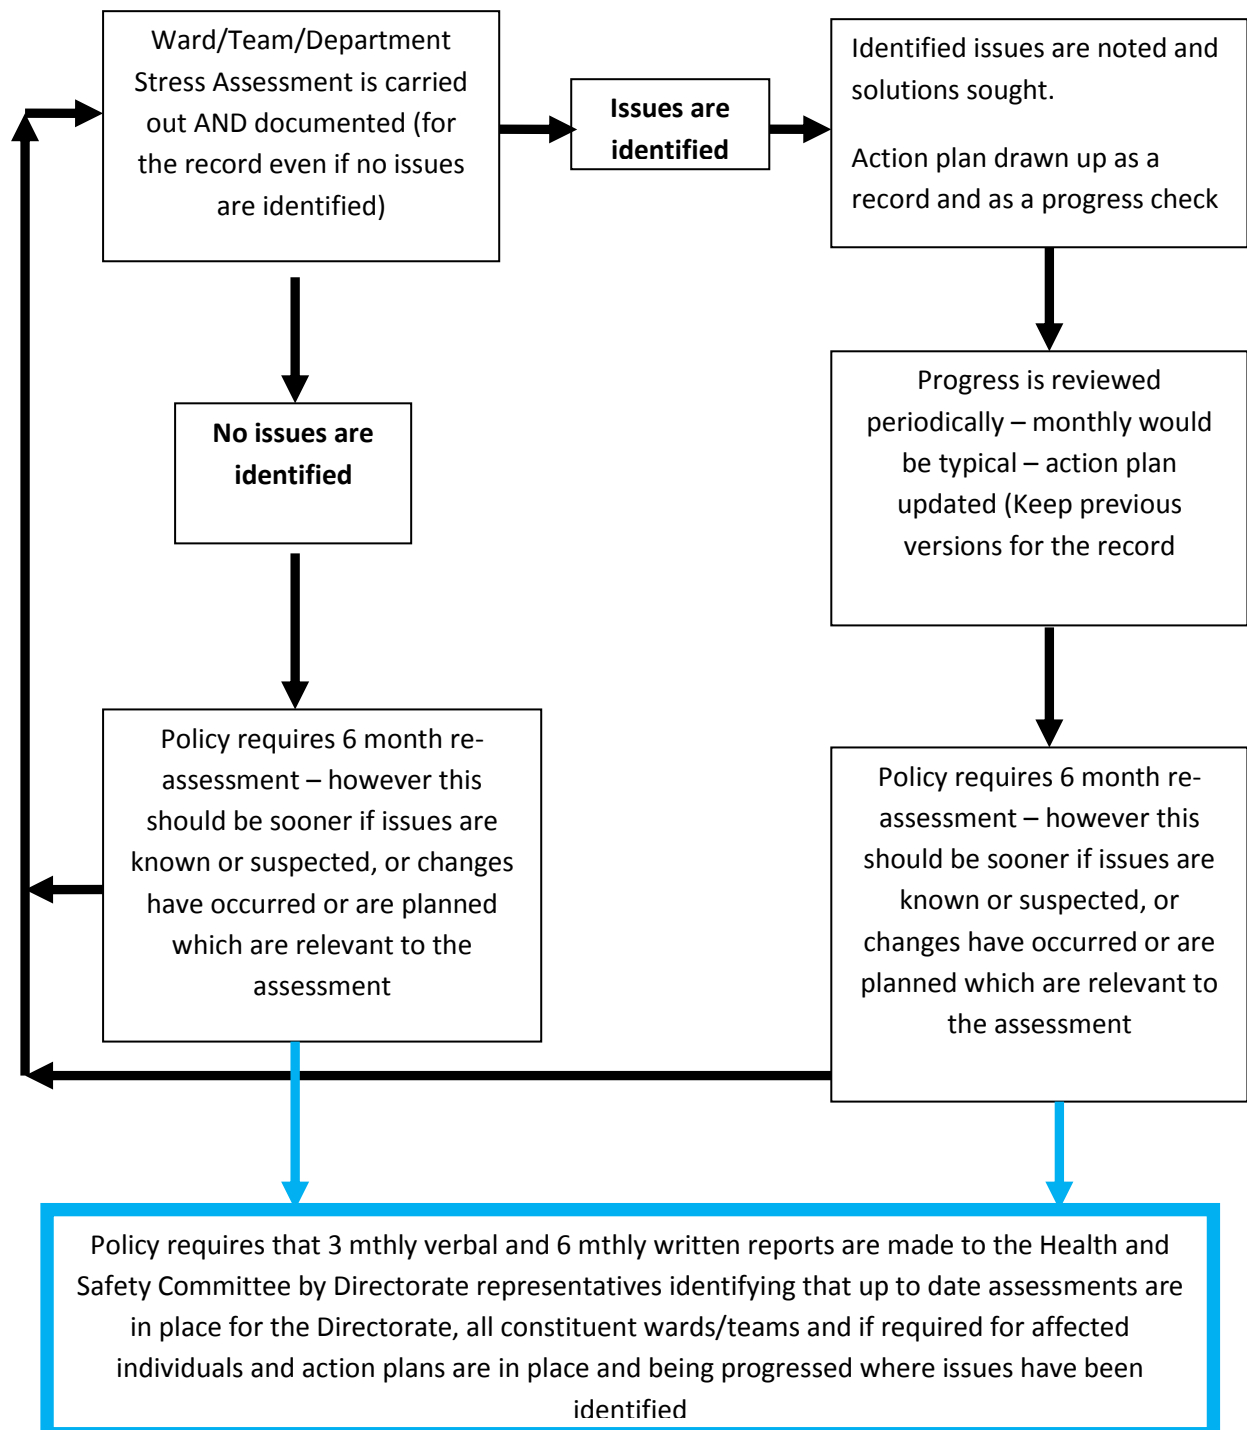 Ward/Team/Department
Stress Assessment is carried
out AND documented (for
the record even if no issues
are identified)
Issues are
identified
Identified issues are noted and
solutions sought.
Action plan drawn up as a
record and as a progress check
No issues are
identified
Progress is reviewed
periodically – monthly would
be typical – action plan
updated (Keep previous
versions for the record
Policy requires 6 month re-
assessment – however this
should be sooner if issues are
known or suspected, or changes
have occurred or are planned
which are relevant to the
assessment
Policy requires 6 month re-
assessment – however this
should be sooner if issues are
known or suspected, or
changes have occurred or are
planned which are relevant to
the assessment
Policy requires that 3 mthly verbal and 6 mthly written reports are made to the Health and
Safety Committee by Directorate representatives identifying that up to date assessments are
in place for the Directorate, all constituent wards/teams and if required for affected
individuals and action plans are in place and being progressed where issues have been
identified